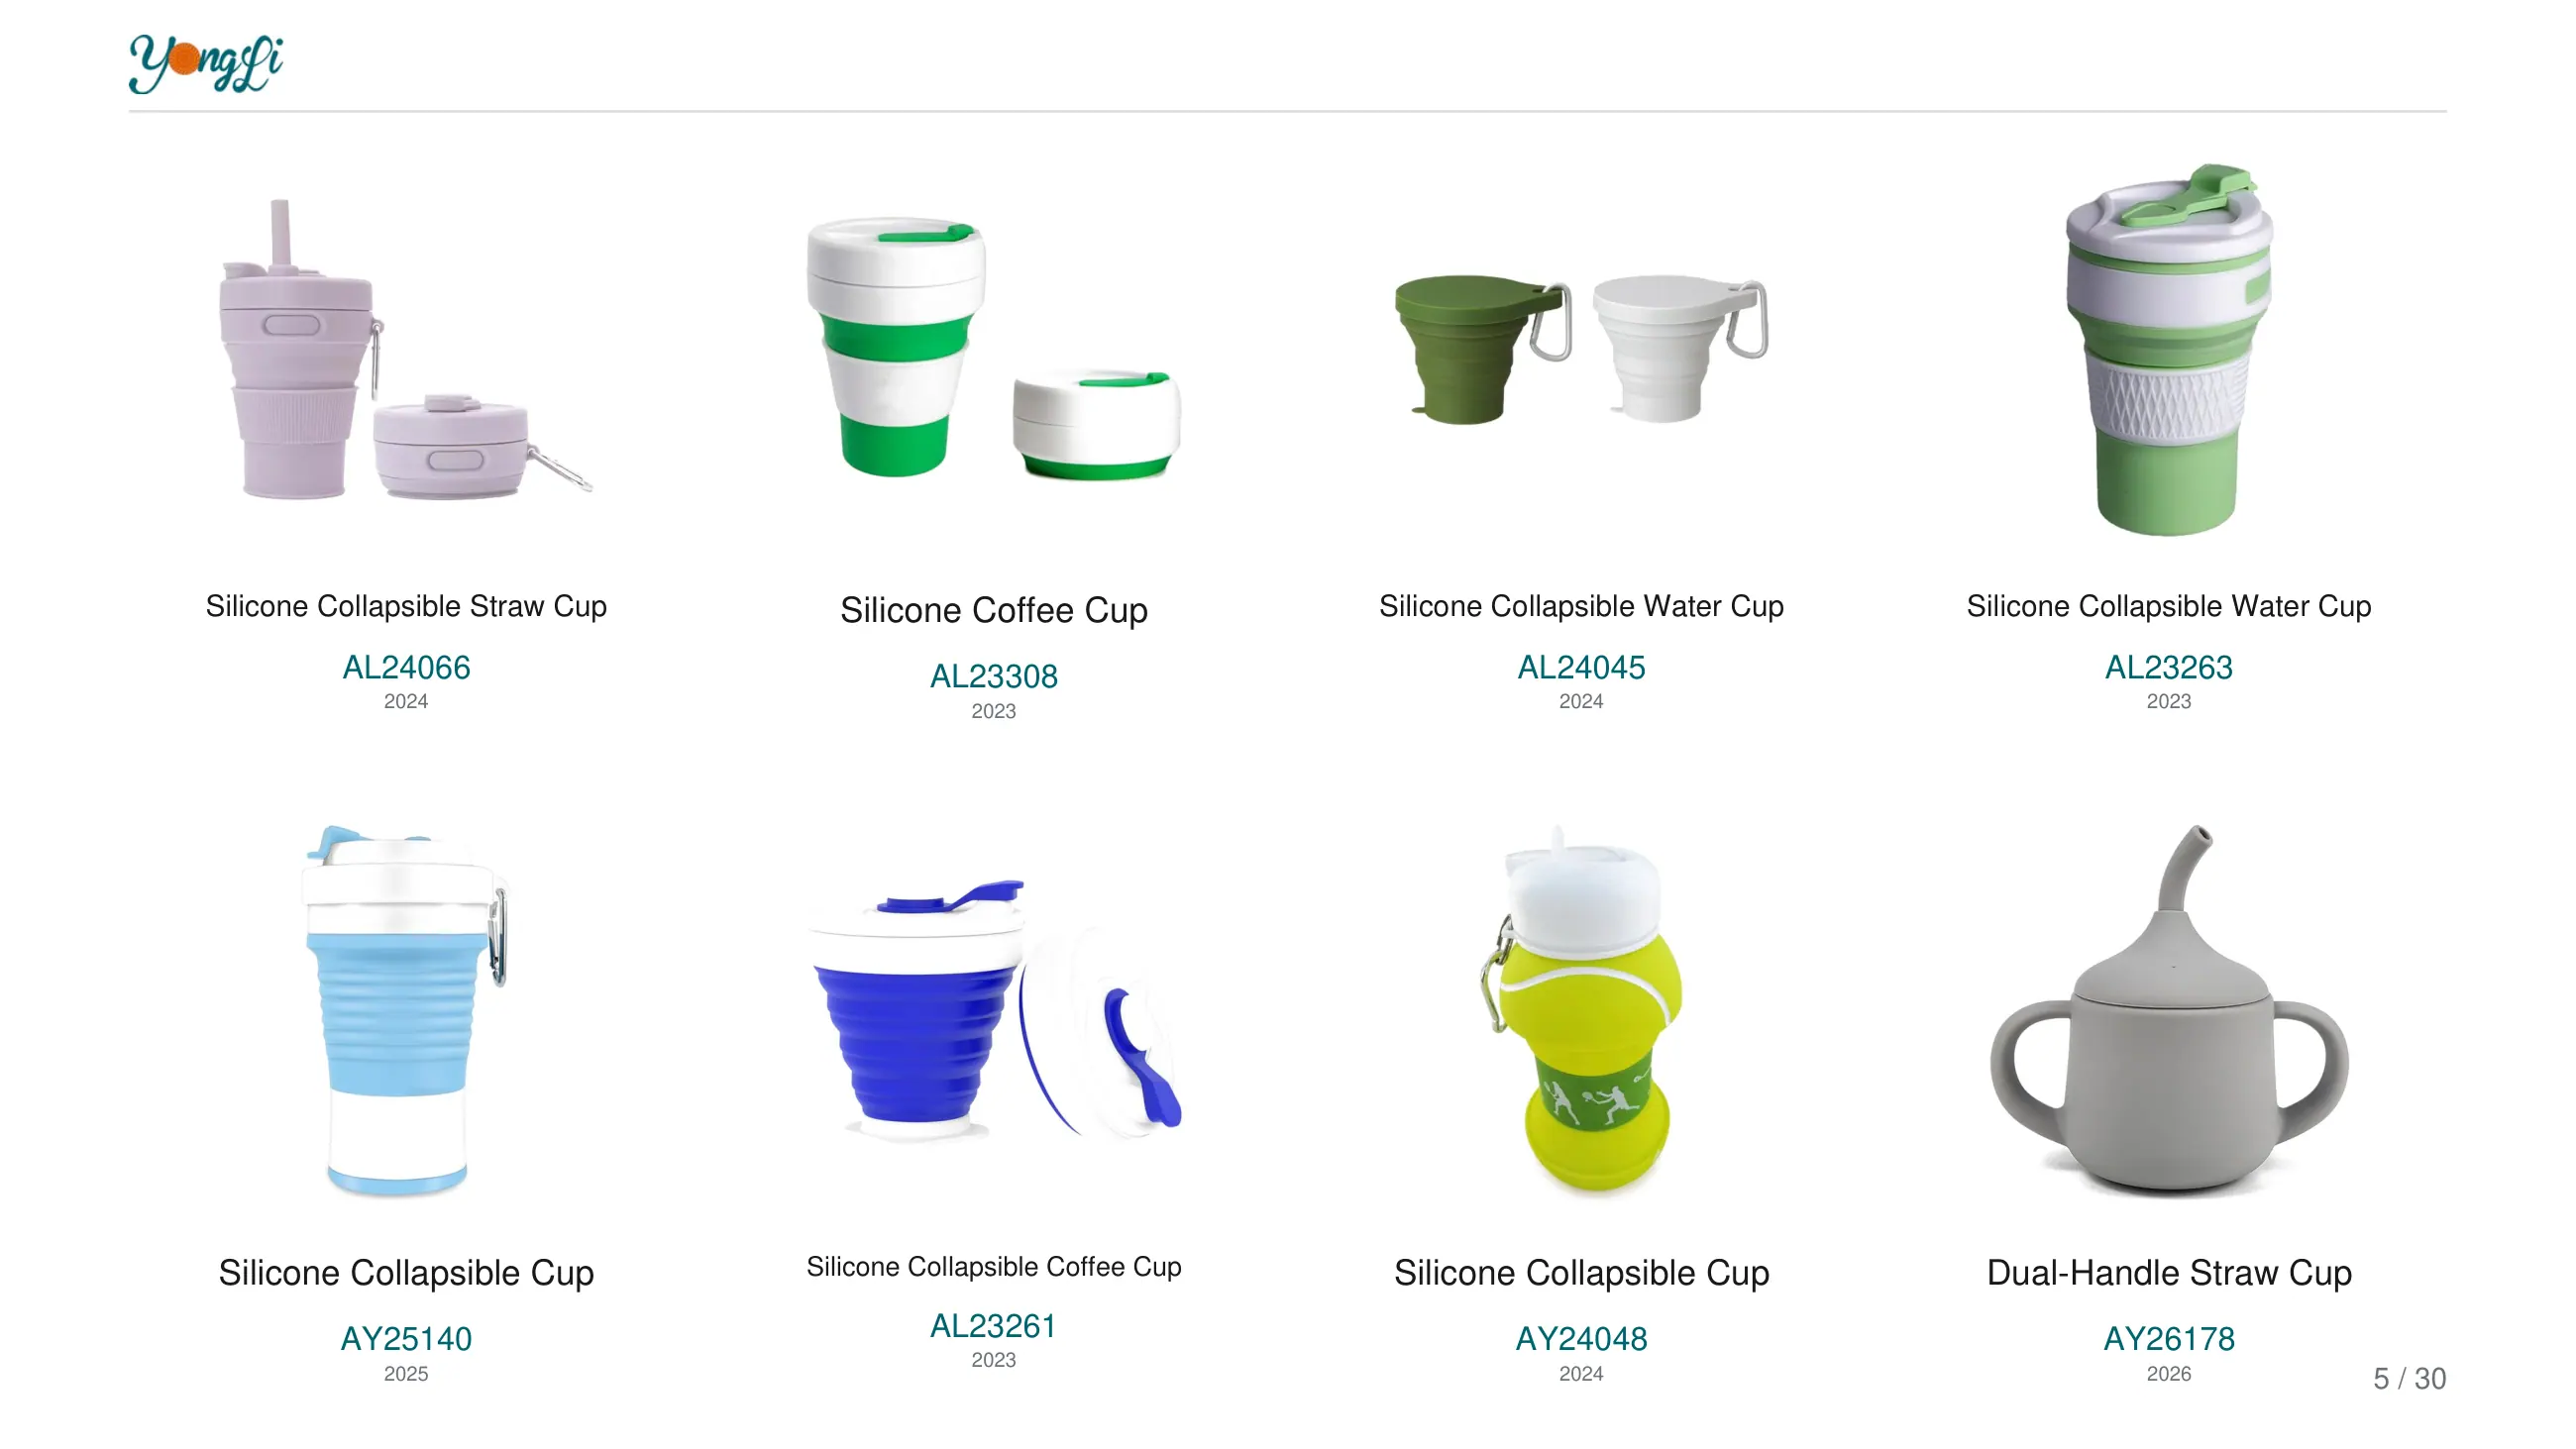 YongLi
Silicone Collapsible Straw Cup
AL24066
2024
Silicone Coffee Cup
AL23308
2023
Silicone Collapsible Water Cup
AL24045
2024
Silicone Collapsible Water Cup
AL23263
2023
Silicone Collapsible Cup
AY25140
2025
Silicone Collapsible Coffee Cup
AL23261
2023
Silicone Collapsible Cup
AY24048
2024
Dual-Handle Straw Cup
AY26178
2026
5 / 30